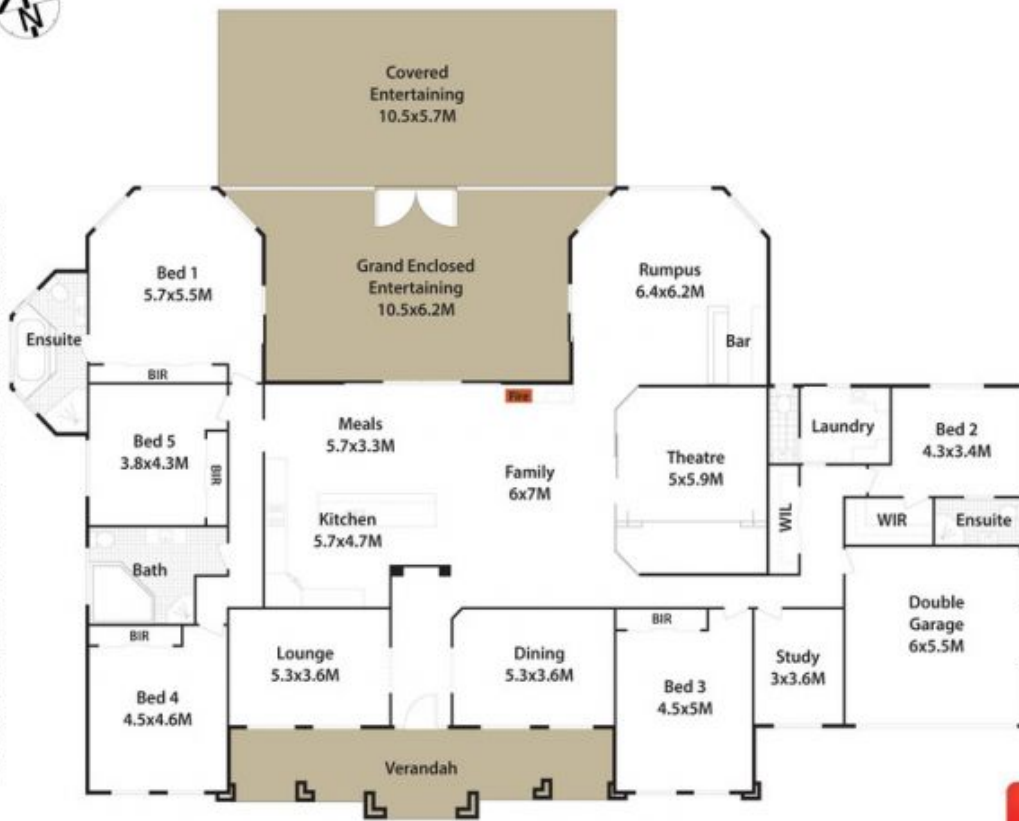 N
Covered
Entertaining
10.5x5.7M
Grand Enclosed
Entertaining
10.5x6.2M
Bed 1
5.7x5.5M
Rumpus
6.4x6.2M
Ensuite
Bar
BIR
Fire
Meals
5.7x3.3M
Bed 5
3.8x4.3M
BIR
Family
6x7M
Theatre
5x5.9M
Laundry
Bed 2
4.3x3.4M
Kitchen
5.7x4.7M
WIL
WIR
Ensuite
Bath
BIR
Lounge
5.3x3.6M
Dining
5.3x3.6M
BIR
Study
3x3.6M
Double
Garage
6x5.5M
Bed 4
4.5x4.6M
Bed 3
4.5x5M
Verandah